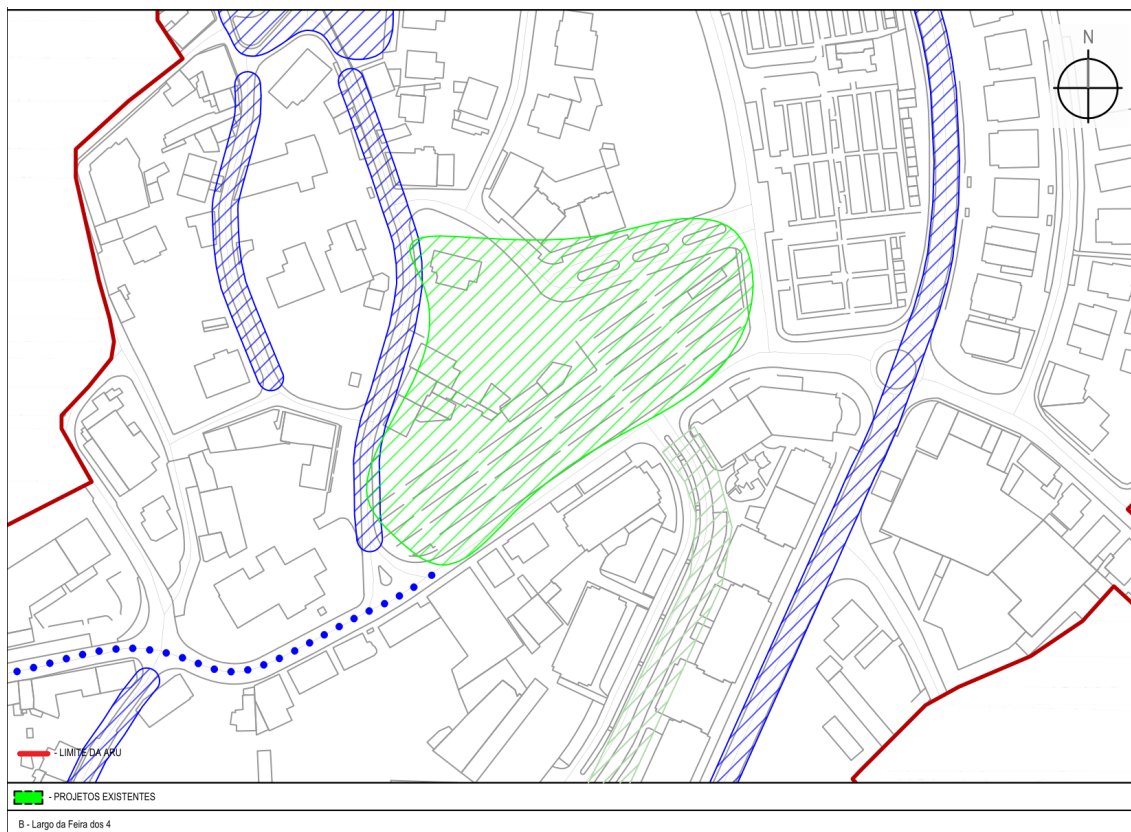 N
- LIMITE DA ARU
- PROJETOS EXISTENTES
B - Largo da Feira dos 4